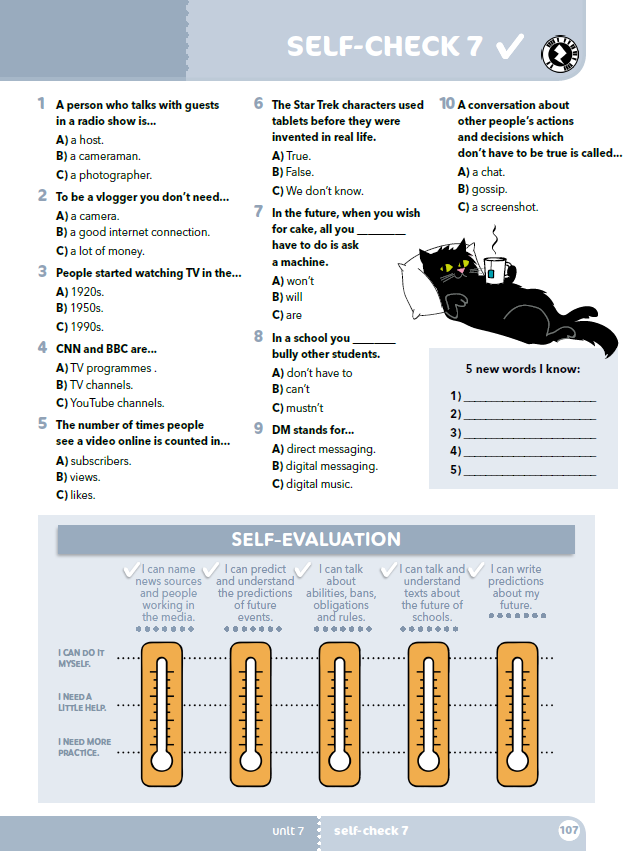 SELF-CHECK 7
1 A person who talks with guests
in a radio show is...
A) a host.
B) a cameraman.
C) a photographer.
2 To be a vlogger you don't need...
A) a camera.
B) a good internet connection.
C) a lot of money.
3 People started watching TV in the...
A) 1920s.
B) 1950s.
C) 1990s.
4 CNN and BBC are...
A) TV programmes .
B) TV channels.
C) YouTube channels.
5 The number of times people
see a video online is counted in...
A) subscribers.
B) views.
C) likes.
6 The Star Trek characters used
tablets before they were
invented in real life.
A) True.
B) False.
C) We don't know.
7 In the future, when you wish
for cake, all you ________
have to do is ask
a machine.
A) won't
B) will
C) are
8 In a school you _______
bully other students.
A) don't have to
B) can't
C) mustn't
9 DM stands for...
A) direct messaging.
B) digital messaging.
C) digital music.
10 A conversation about
other people's actions
and decisions which
don't have to be true is called...
A) a chat.
B) gossip.
C) a screenshot.
5 new words I know:
1) ______________________
2) ______________________
3) ______________________
4) ______________________
5) ______________________
SELF-EVALUATION
I can name
news sources
and people
working in
the media.
I can predict
and understand
the predictions
of future
events.
I can talk
about
abilities, bans,
obligations
and rules.
I can talk and
understand
texts about
the future of
schools.
I can write
predictions
about my
future.
I CAN DO IT
MYSELF.
I NEED A
LITTLE HELP.
I NEED MORE
PRACTICE.
unit 7
self-check 7
107